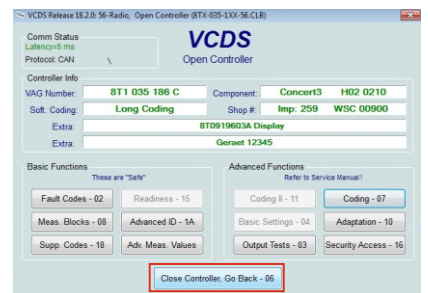 VCDS Release 18.2.0: 56-Radio, Open Controller (8TX-035-1XX-56.CLB)
Comm Status
Latency=5 ms
Protocol: CAN \
VCDS
Open Controller
Controller Info
VAG Number: 8T1 035 186 C Component: Concert3 H02 0210
Soft. Coding: Long Coding Shop #: Imp: 259 WSC 00900
Extra: 8T0919603A Display
Extra: Geraet 12345
Basic Functions
These are "Safe"
Fault Codes - 02 Readiness - 15
Meas. Blocks - 08 Advanced ID - 1A
Supp. Codes - 18 Adv. Meas. Values
Advanced Functions
Refer to Service Manual!
Coding II - 11 Coding - 07
Basic Settings - 04 Adaptation - 10
Output Tests - 03 Security Access - 16
Close Controller, Go Back - 06